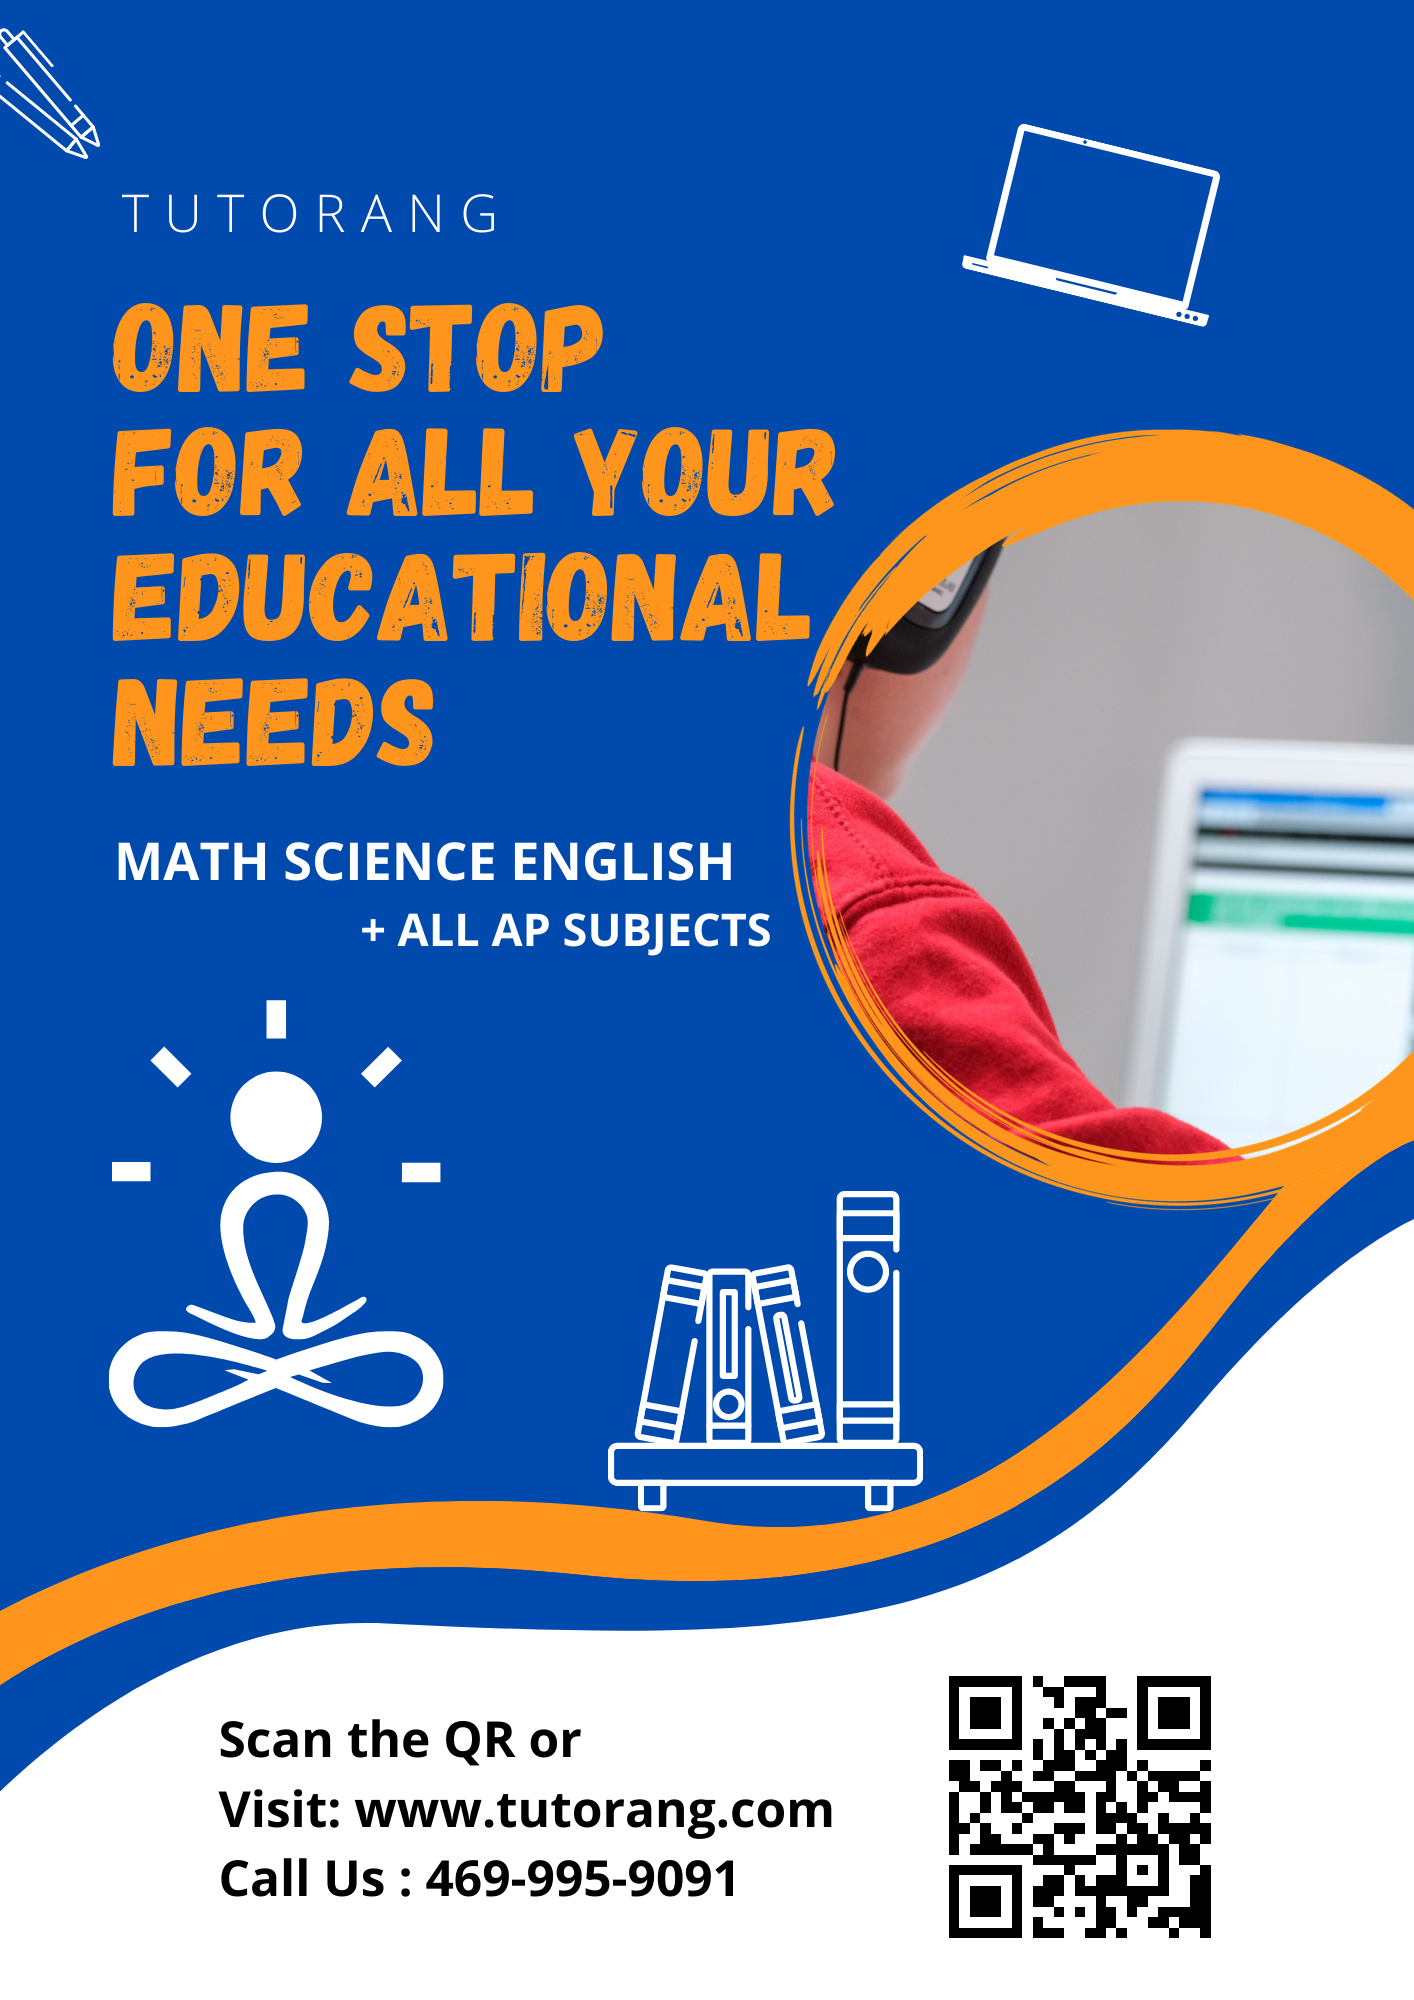 TUTORANG
ONE STOP
FOR ALL YOUR
EDUCATIONAL
NEEDS
MATH SCIENCE ENGLISH
+ ALL AP SUBJECTS
Scan the QR or
Visit: www.tutorang.com
Call Us : 469-995-9091